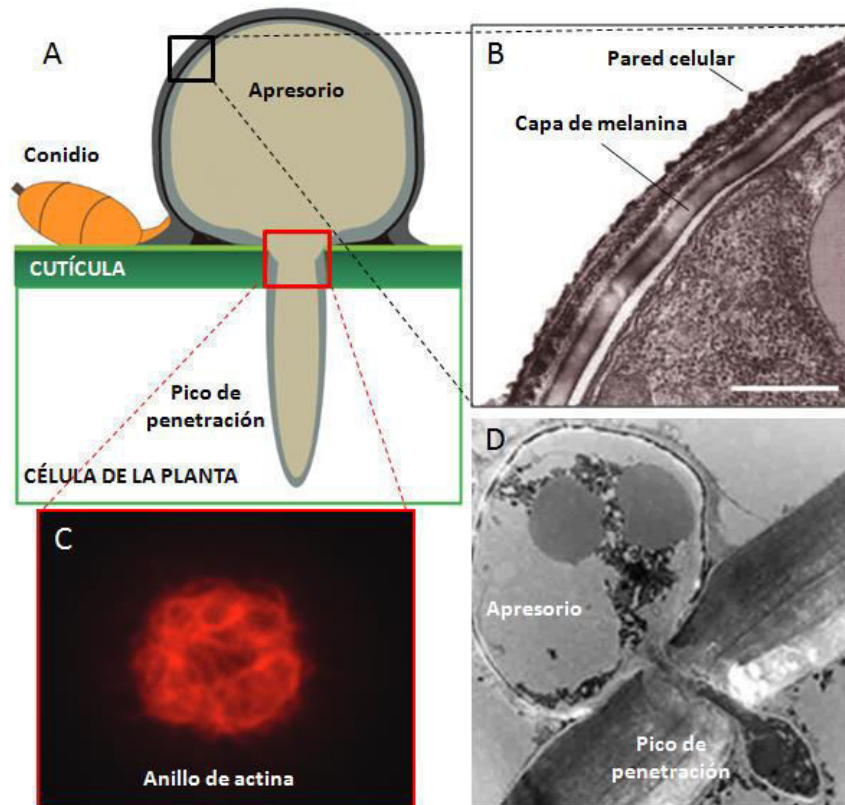 A
Apresorio
Conidio
CUTÍCÚLA
Pico de
penetración
CÉLULA DE LA PLANTA
B
Pared celular
Capa de melanina
C
Anillo de actina
D
Apresorio
Pico de
penetración